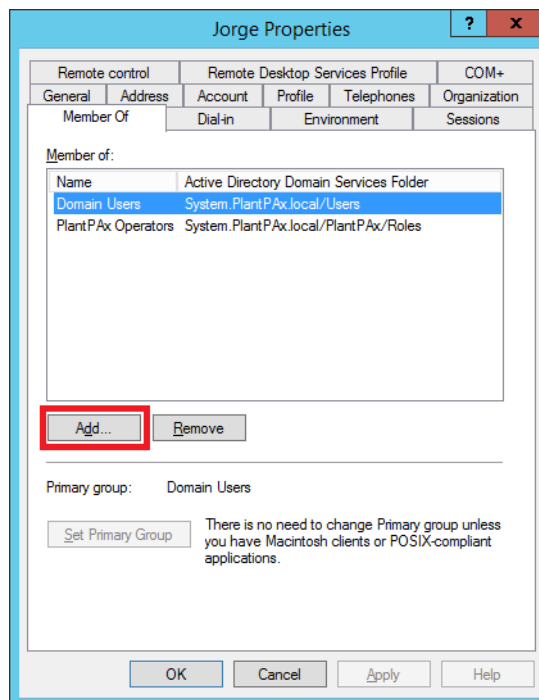 Jorge Properties
? x
Remote control Remote Desktop Services Profile COM+
General Address Account Profile Telephones Organization
Member Of Dial-in Environment Sessions
Member of:
Name Active Directory Domain Services Folder
Domain Users System.PlantPAx.local/Users
PlantPAx Operators System.PlantPAx.local/PlantPAx/Roles
Add... Remove
Primary group: Domain Users
Set Primary Group
There is no need to change Primary group unless
you have Macintosh clients or POSIX-compliant
applications.
OK Cancel Apply Help